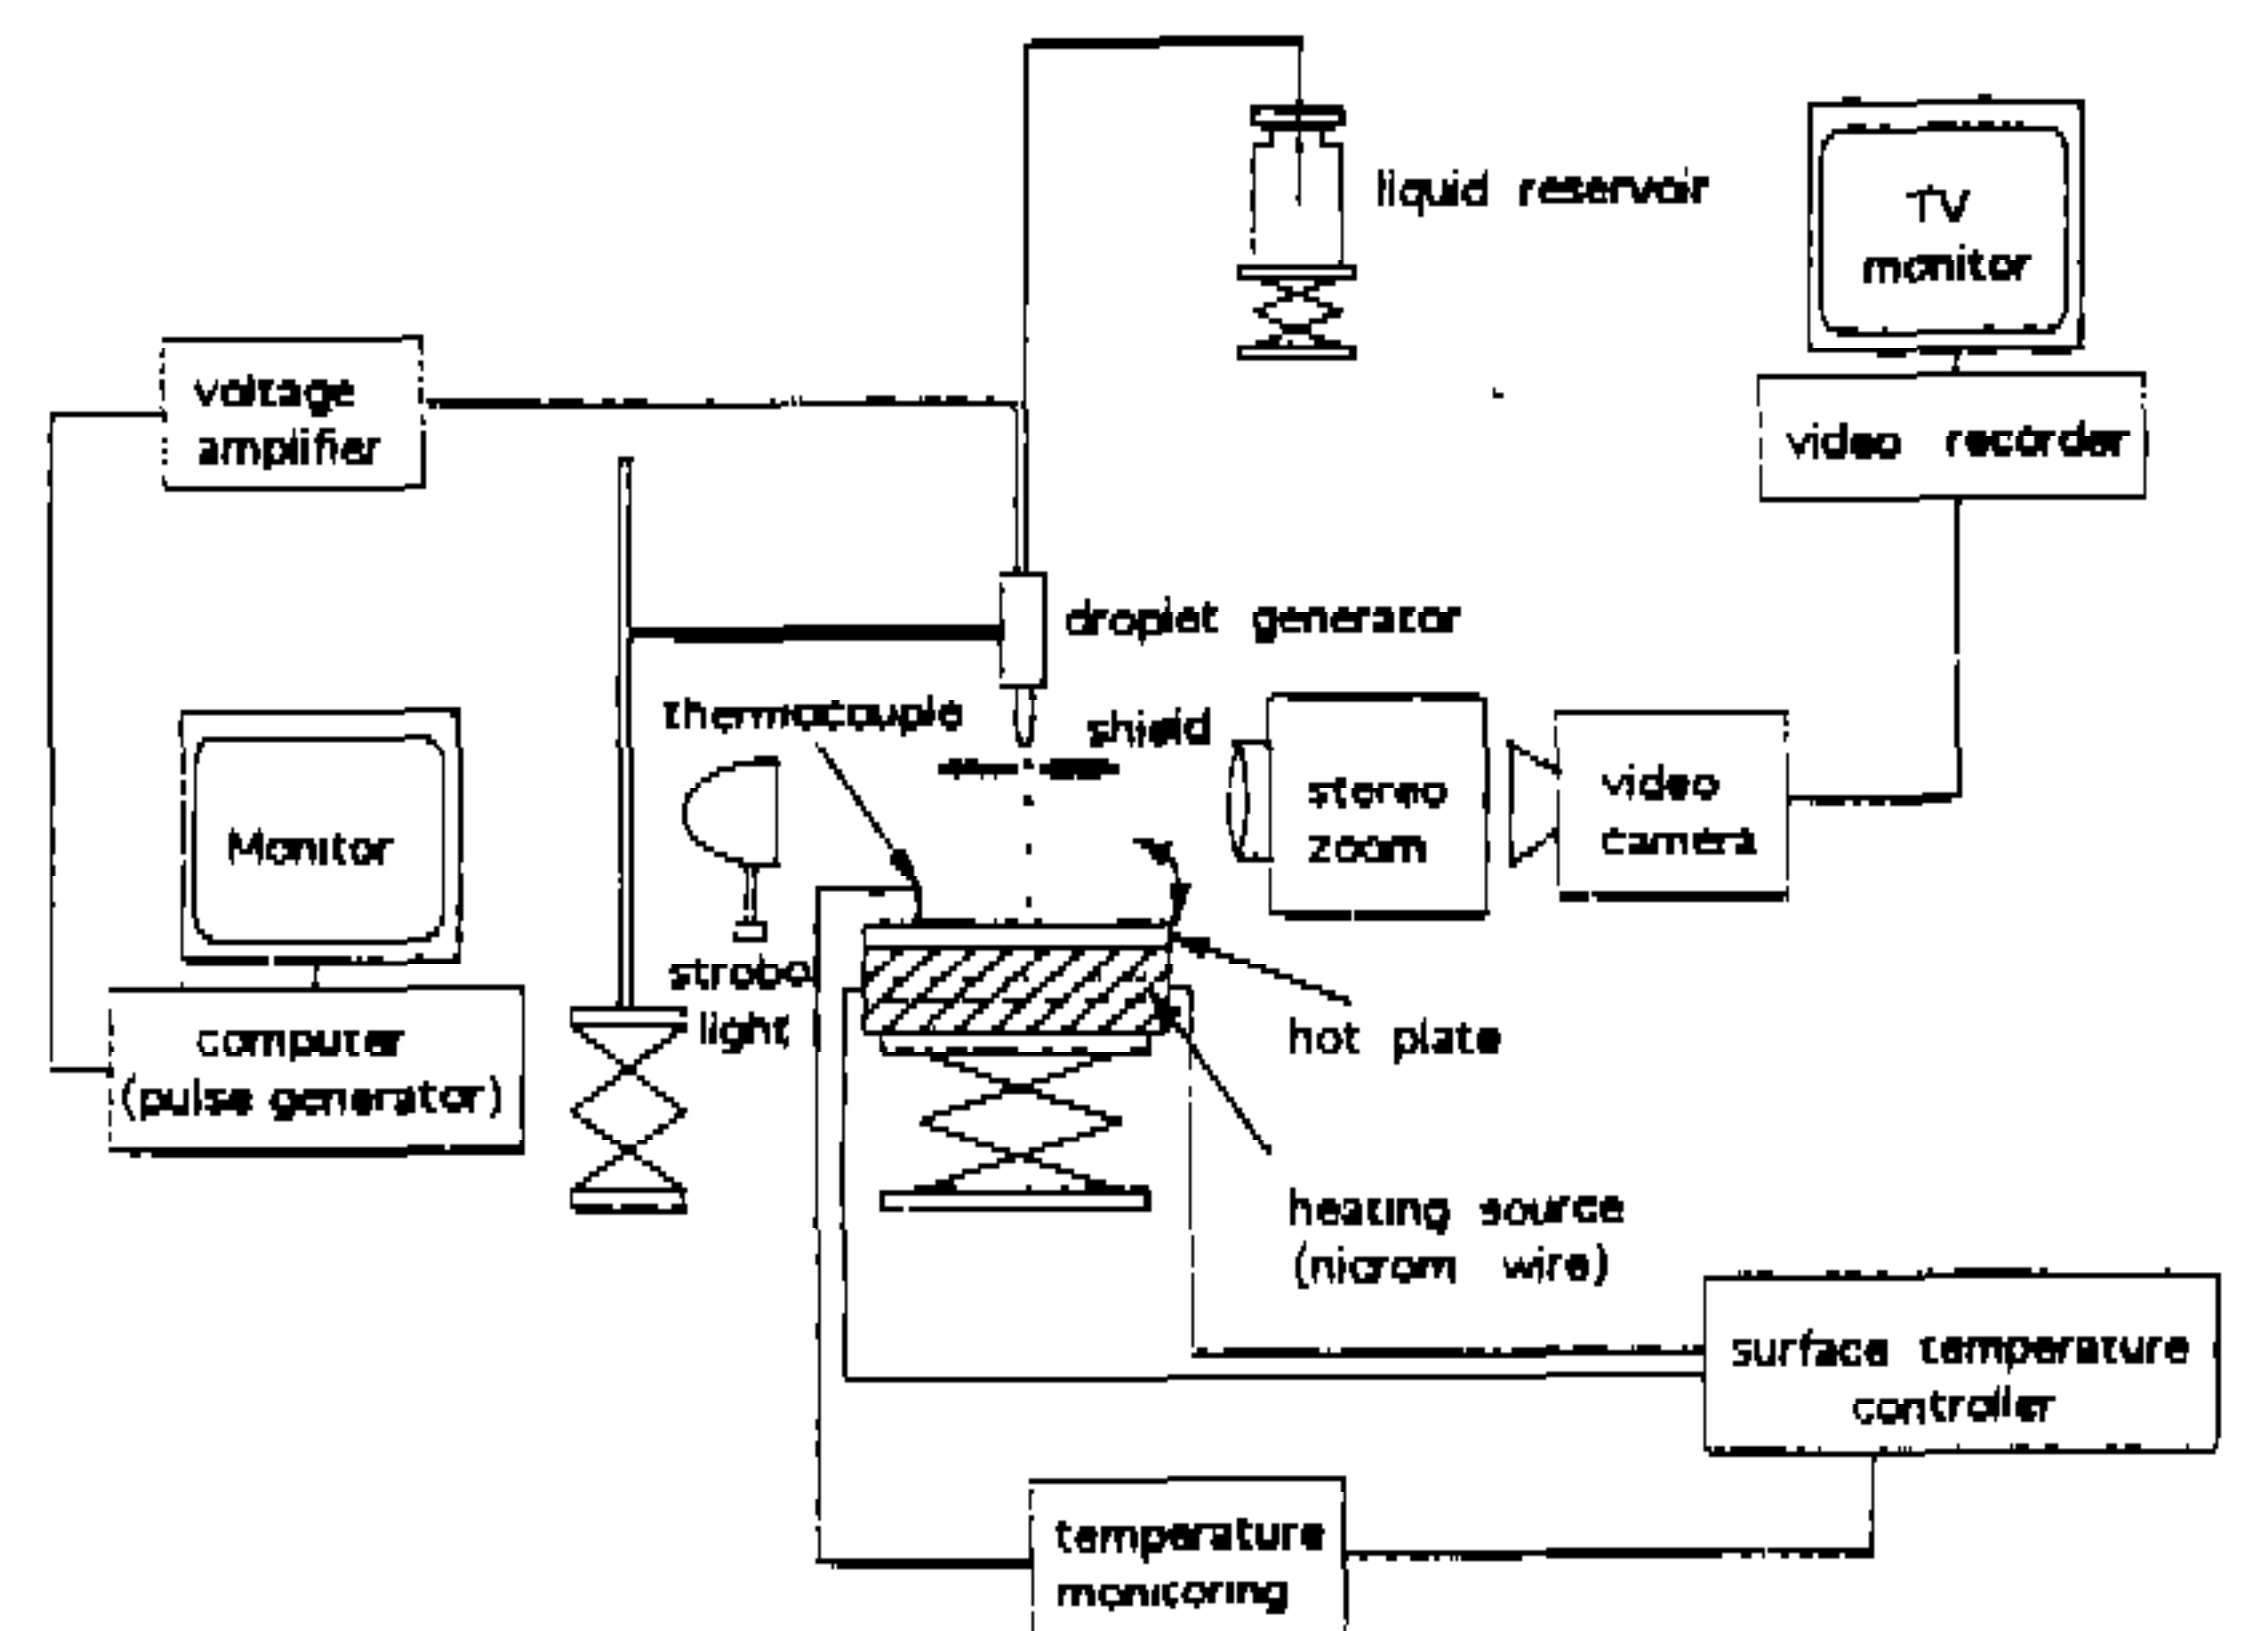 liquid reservoir
TV
monitor
voltage
amplifier
video recorder
droplet generator
thermocouple
shield
stereo
zoom
video
camera
Monitor
strobo
light
computer
(pulse generator)
hot plate
heating source
(nicrom wire)
surface temperature
controller
temperature
monitoring